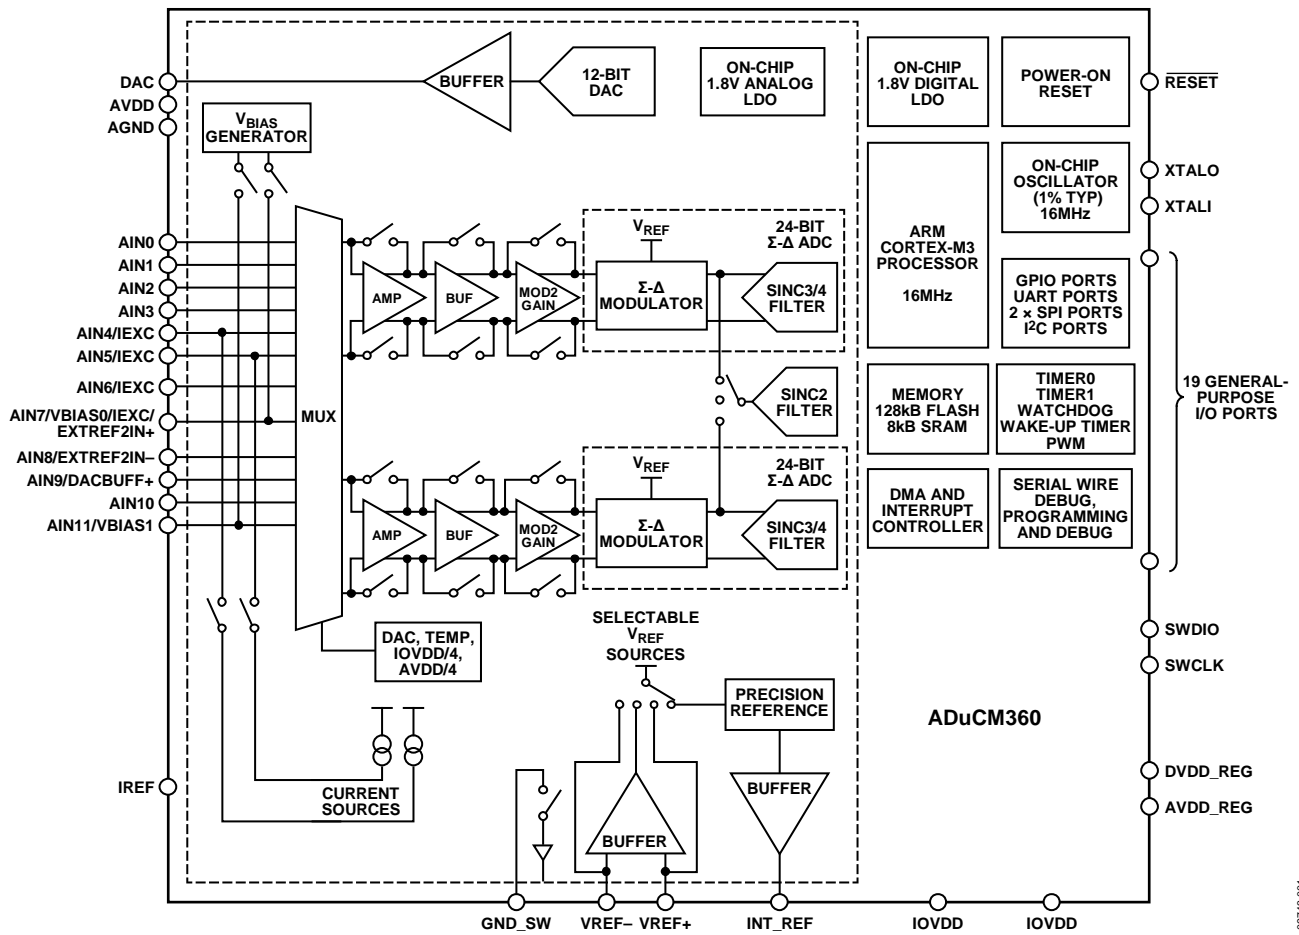 DAC
AVDD
AGND
BUFFER
12-BIT
DAC
ON-CHIP
1.8V ANALOG
LDO
ON-CHIP
1.8V DIGITAL
LDO
POWER-ON
RESET
RESET
VBIAS
GENERATOR
ON-CHIP
OSCILLATOR
(1% TYP)
16MHz
XTALO
XTALI
ARM
CORTEX-M3
PROCESSOR
16MHz
GPIO PORTS
UART PORTS
2 × SPI PORTS
I2C PORTS
19 GENERAL-
PURPOSE
I/O PORTS
AIN0
AIN1
AIN2
AIN3
AIN4/IEXC
AIN5/IEXC
AIN6/IEXC
AIN7/VBIAS0/IEXC/
EXTREF2IN+
AIN8/EXTREF2IN–
AIN9/DACBUFF+
AIN10
AIN11/VBIAS1
MUX
AMP
BUF
MOD2
GAIN
VREF
24-BIT
Σ-Δ ADC
Σ-Δ
MODULATOR
SINC3/4
FILTER
SINC2
FILTER
MEMORY
128kB FLASH
8kB SRAM
TIMER0
TIMER1
WATCHDOG
WAKE-UP TIMER
PWM
AMP
BUF
MOD2
GAIN
VREF
24-BIT
Σ-Δ ADC
Σ-Δ
MODULATOR
SINC3/4
FILTER
DMA AND
INTERRUPT
CONTROLLER
SERIAL WIRE
DEBUG,
PROGRAMMING
AND DEBUG
DAC, TEMP,
IOVDD/4,
AVDD/4
SELECTABLE
VREF
SOURCES
PRECISION
REFERENCE
SWDIO
SWCLK
ADuCM360
IREF
CURRENT
SOURCES
BUFFER
BUFFER
DVDD_REG
AVDD_REG
GND_SW
VREF–
VREF+
INT_REF
IOVDD
IOVDD